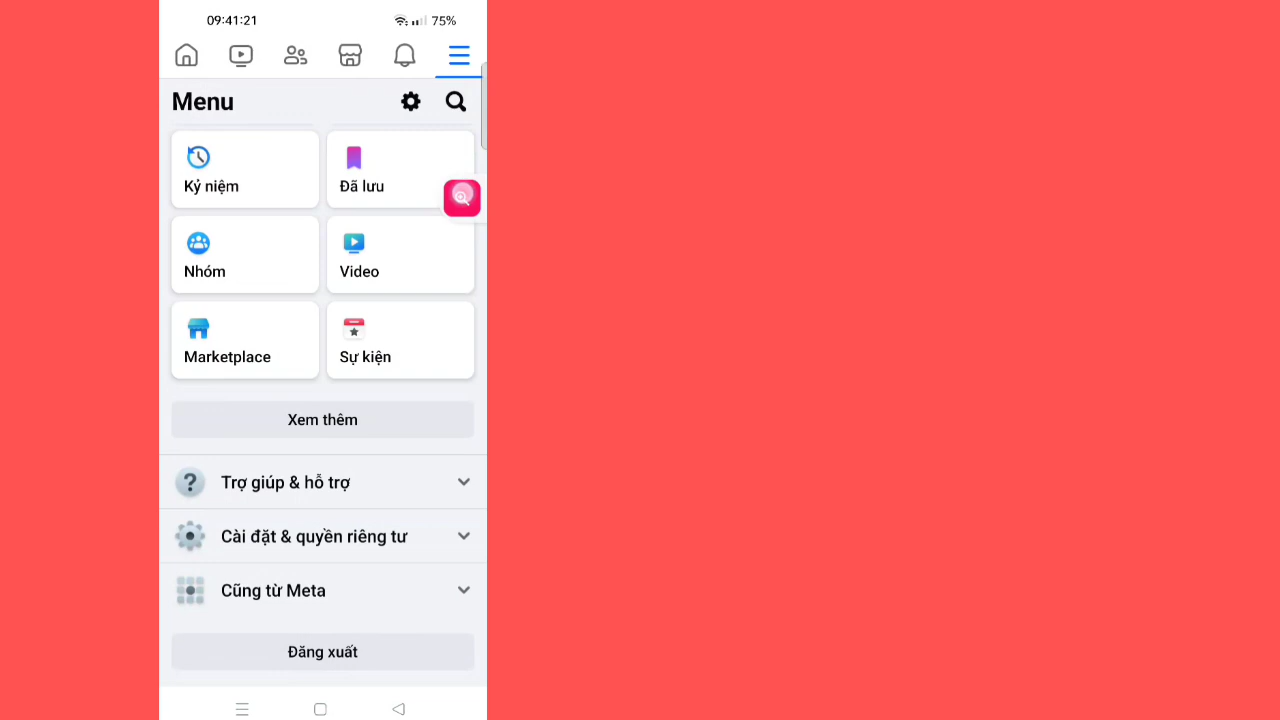 09:41:21 75%
Menu
Kỷ niệm
Đã lưu
Nhóm
Video
Marketplace
Sự kiện
Xem thêm
Trợ giúp & hỗ trợ
Cài đặt & quyền riêng tư
Cũng từ Meta
Đăng xuất